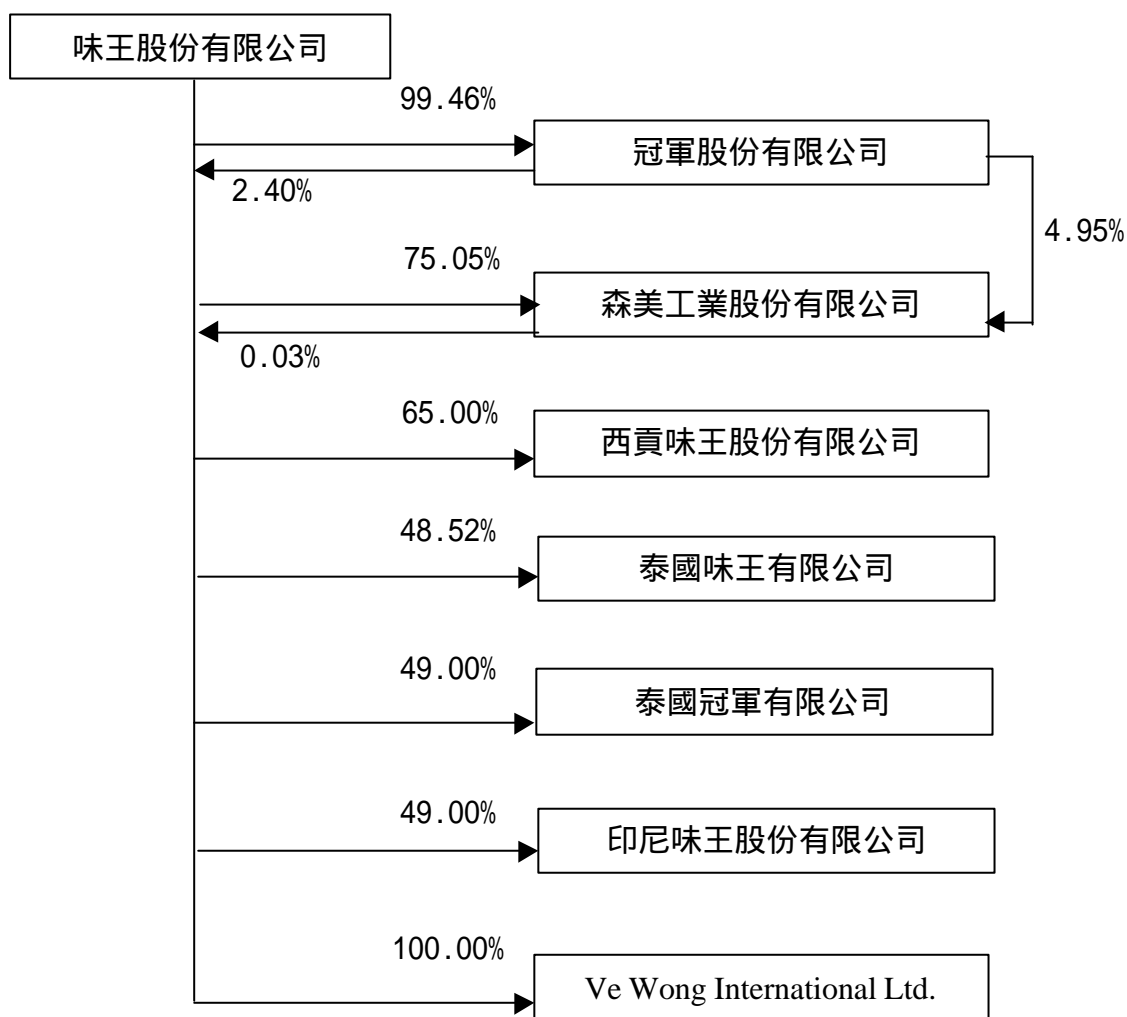 味王股份有限公司
99.46%
冠軍股份有限公司
2.40%
4.95%
75.05%
森美工業股份有限公司
0.03%
65.00%
西貢味王股份有限公司
48.52%
泰國味王有限公司
49.00%
泰國冠軍有限公司
49.00%
印尼味王股份有限公司
100.00%
Ve Wong International Ltd.